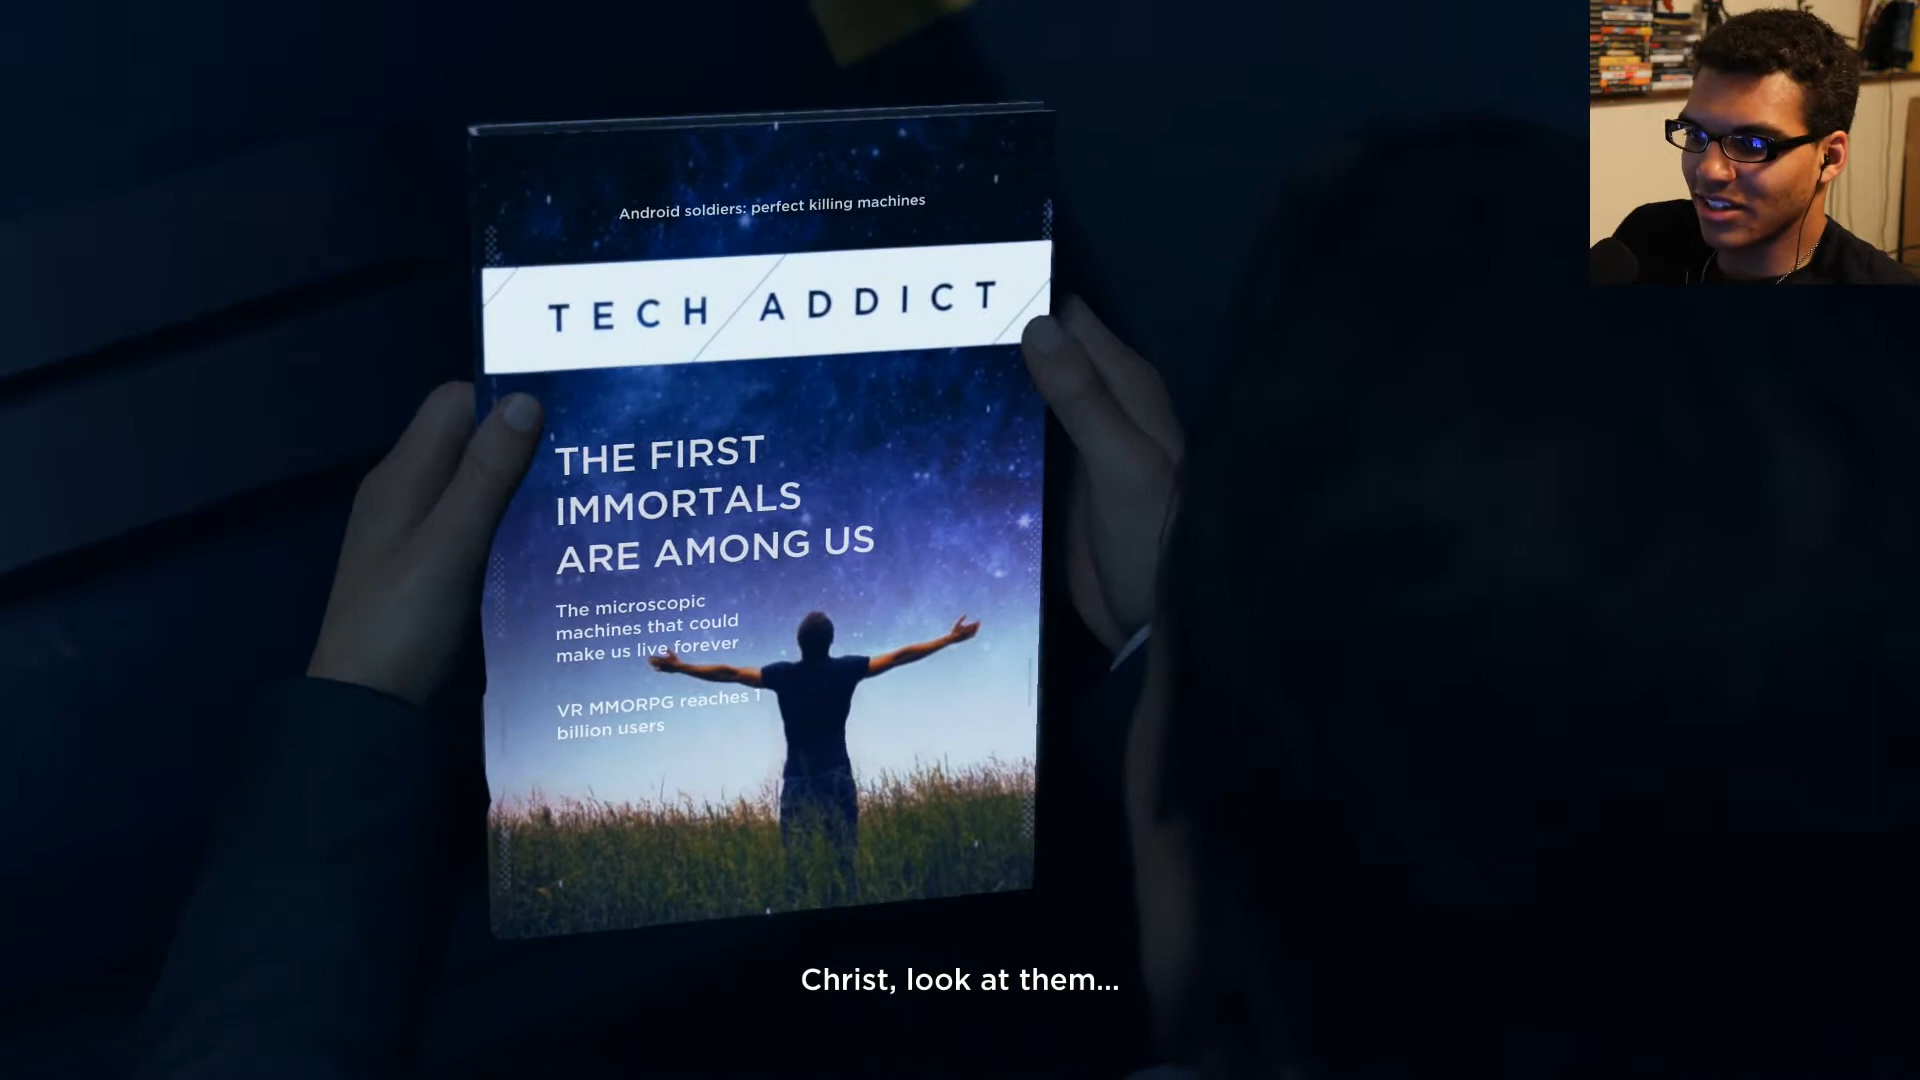 Android soldiers: perfect killing machines
TECH ADDICT
THE FIRST
IMMORTALS
ARE AMONG US
The microscopic
machines that could
make us live forever
VR MMORPG reaches 1
billion users
Christ, look at them...